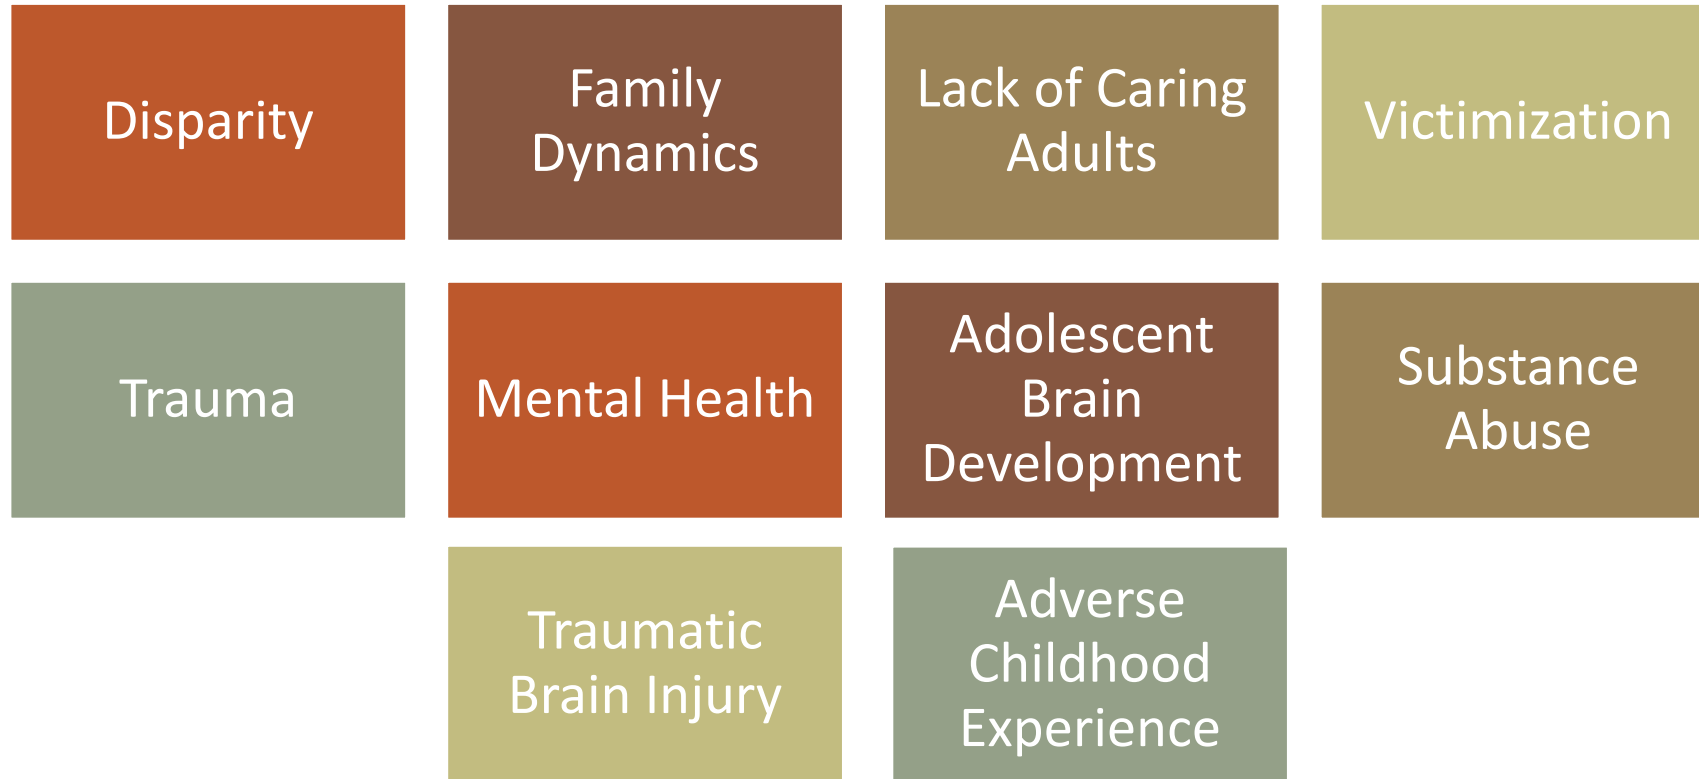 Disparity
Family
Dynamics
Lack of Caring
Adults
Victimization
Trauma
Mental Health
Adolescent
Brain
Development
Substance
Abuse
Traumatic
Brain Injury
Adverse
Childhood
Experience